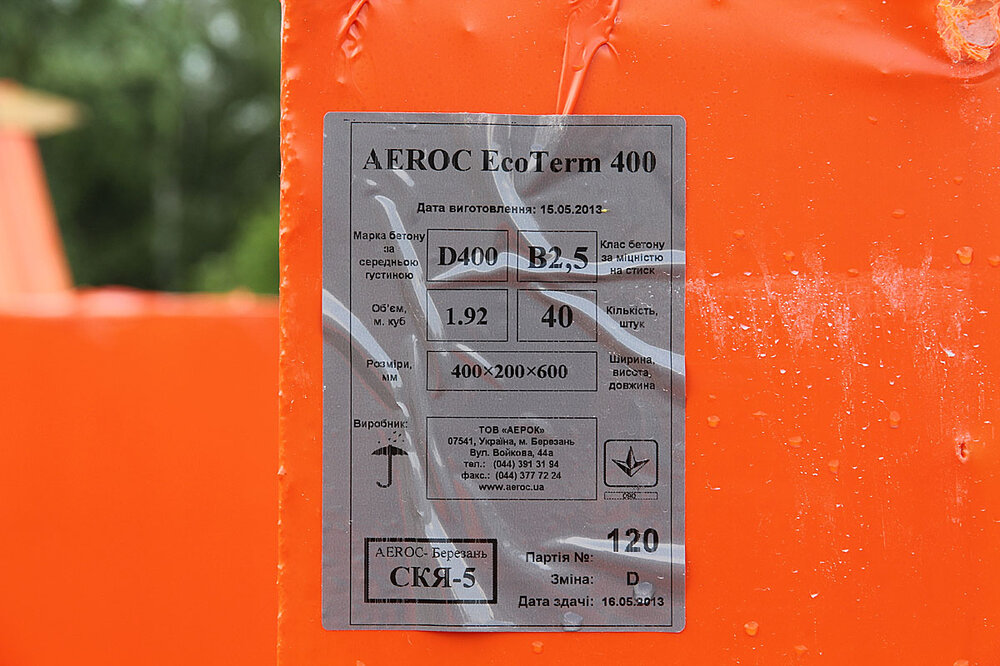 AEROC EcoTerm 400
Дата виготовлення: 15.05.2013
Марка бетону за середньою густиною
D400
B2,5
Клас бетону за міцністю на стиск
Об'єм, м. куб
1.92
40
Кількість, штук
Розміри, мм
400×200×600
Ширина, висота, довжина
Виробник:
ТОВ «АЕРОК»
07541, Україна, м. Березань
Вул. Войкова, 44а
тел.: (044) 391 31 94
факс.: (044) 377 72 24
www.aeroc.ua
AEROC- Березань
СКЯ-5
Партія №: 120
Зміна: D
Дата здачі: 16.05.2013